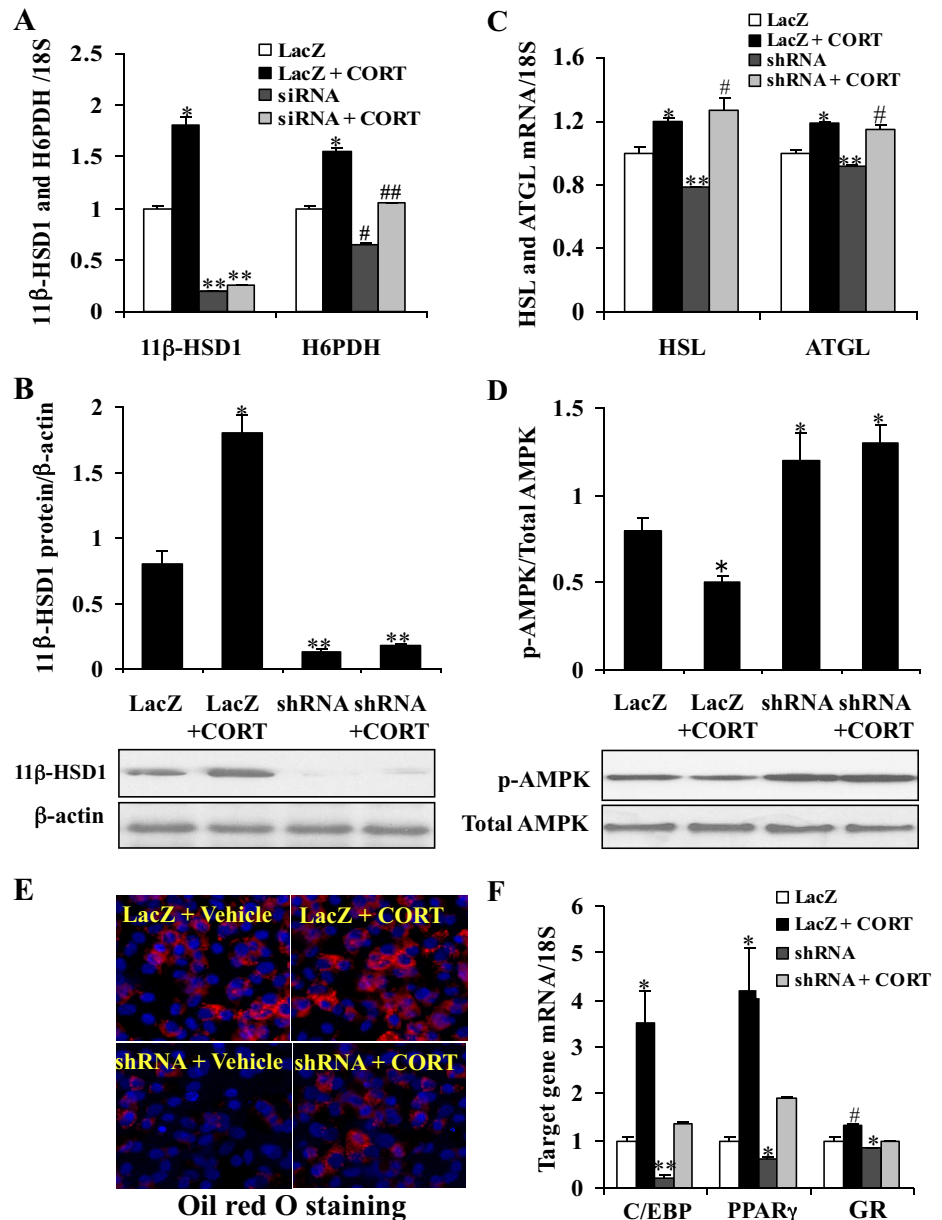 A
LacZ
LacZ + CORT
siRNA
siRNA + CORT
11β-HSD1 and H6PDH /18S
2.5
2
1.5
1
0.5
0
*
**
**
*
#
##
11β-HSD1
H6PDH
C
LacZ
LacZ + CORT
shRNA
shRNA + CORT
HSL and ATGL mRNA/18S
1.6
1.2
0.8
0.4
0
*
**
#
*
**
#
HSL
ATGL
B
11β-HSD1 protein/β-actin
2
1.5
1
0.5
0
*
**
**
LacZ
LacZ +CORT
shRNA
shRNA +CORT
11β-HSD1
β-actin
D
p-AMPK/Total AMPK
1.5
1
0.5
0
*
*
*
LacZ
LacZ +CORT
shRNA
shRNA +CORT
p-AMPK
Total AMPK
E
LacZ + Vehicle
LacZ + CORT
shRNA + Vehicle
shRNA + CORT
Oil red O staining
F
LacZ
LacZ + CORT
shRNA
shRNA + CORT
Target gene mRNA/18S
6
5
4
3
2
1
0
*
**
*
*
#
*
C/EBP
PPARγ
GR